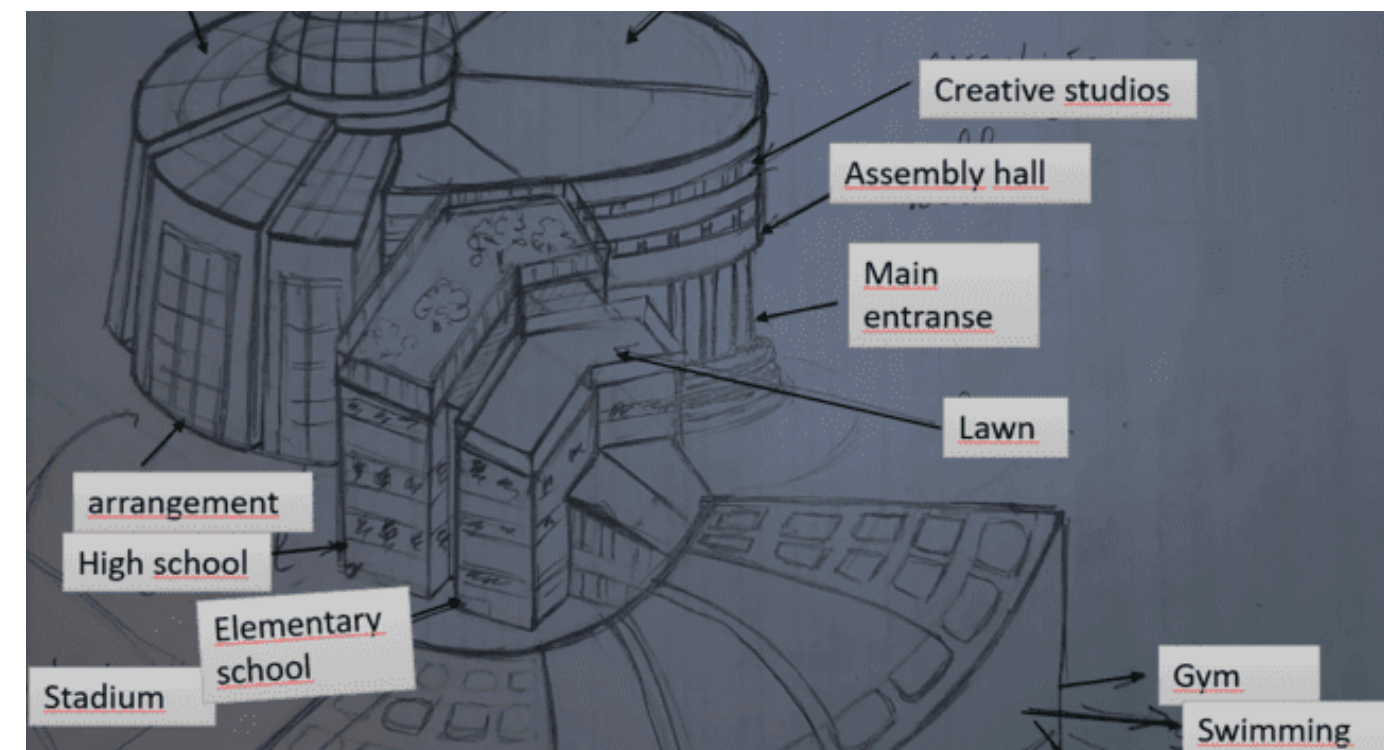 Creative studios
Assembly hall
Main
entranse
Lawn
arrangement
High school
Elementary
school
Stadium
Gym
Swimming